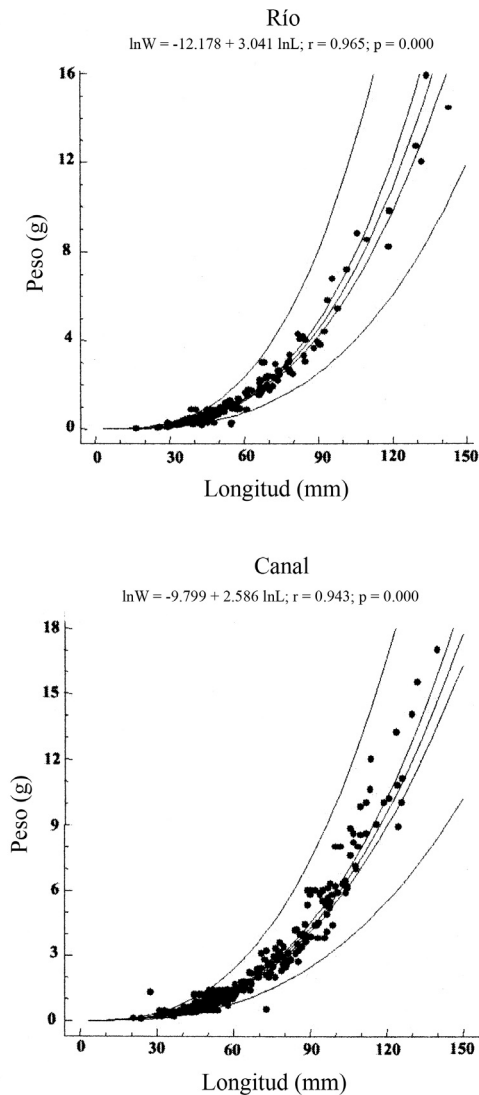 Río
lnW = -12.178 + 3.041 lnL; r = 0.965; p = 0.000
16
12
8
4
0
Peso (g)
0 30 60 90 120 150
Longitud (mm)
Canal
lnW = -9.799 + 2.586 lnL; r = 0.943; p = 0.000
18
15
12
9
6
3
0
Peso (g)
0 30 60 90 120 150
Longitud (mm)